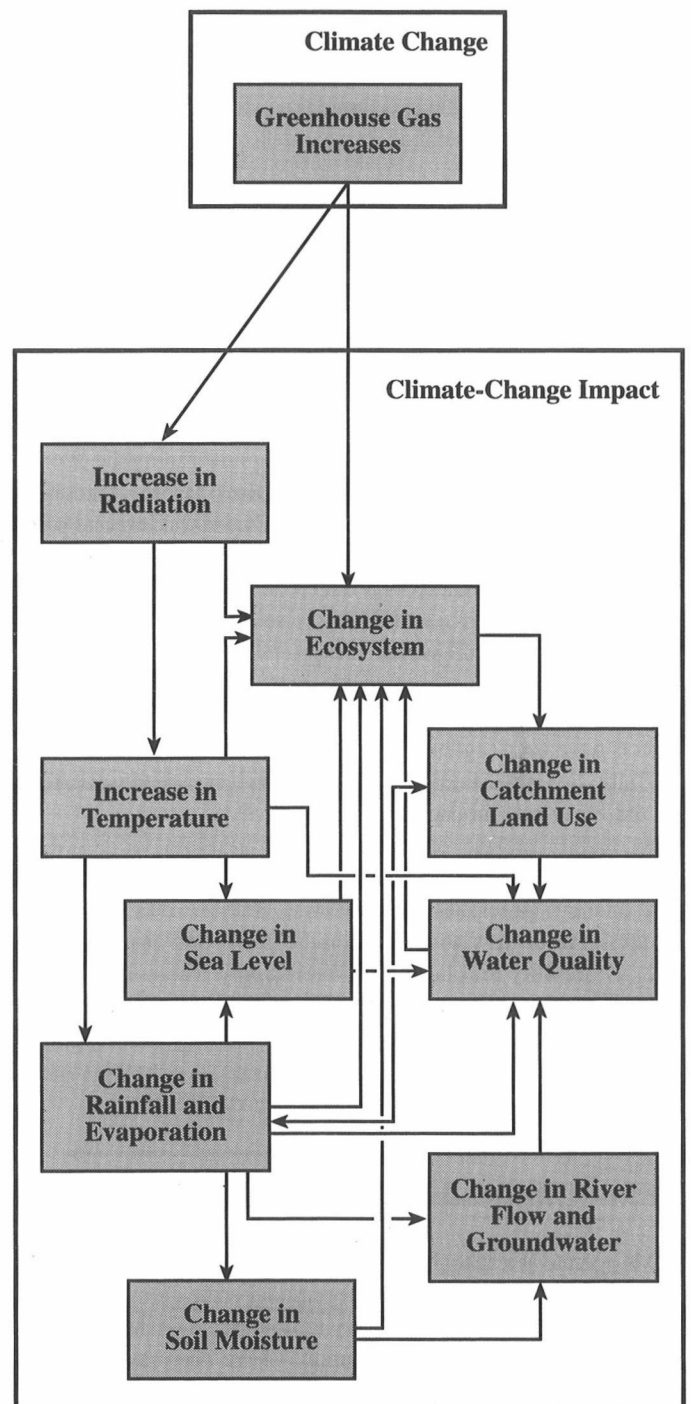 Climate Change
Greenhouse Gas
Increases
Climate-Change Impact
Increase in
Radiation
Change in
Ecosystem
Increase in
Temperature
Change in
Catchment
Land Use
Change in
Sea Level
Change in
Water Quality
Change in
Rainfall and
Evaporation
Change in River
Flow and
Groundwater
Change in
Soil Moisture